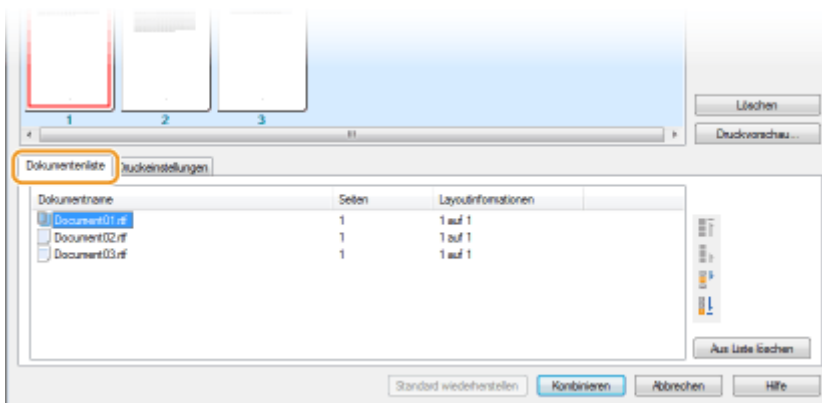 1 2 3
Löschen
Druckvorschau...
Dokumentenliste Druckeinstellungen
Dokumentname Seiten Layoutinformationen
Document01.rtf 1 1 auf 1
Document02.rtf 1 1 auf 1
Document03.rtf 1 1 auf 1
Aus Liste löschen
Standard wiederherstellen Kombinieren Abbrechen Hilfe